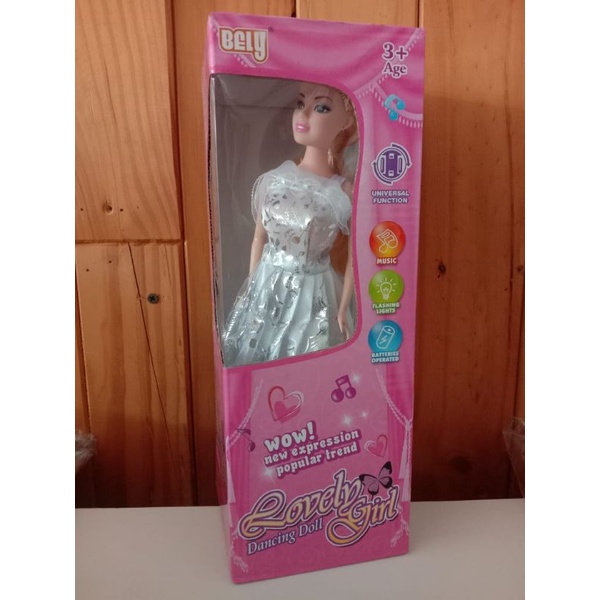 BELY
3+
Age
UNIVERSAL
FUNCTION
MUSIC
FLASHING
LIGHTS
BATTERIES
OPERATED
WOW!
new expression
popular trend
Lovely
Girl
Dancing Doll